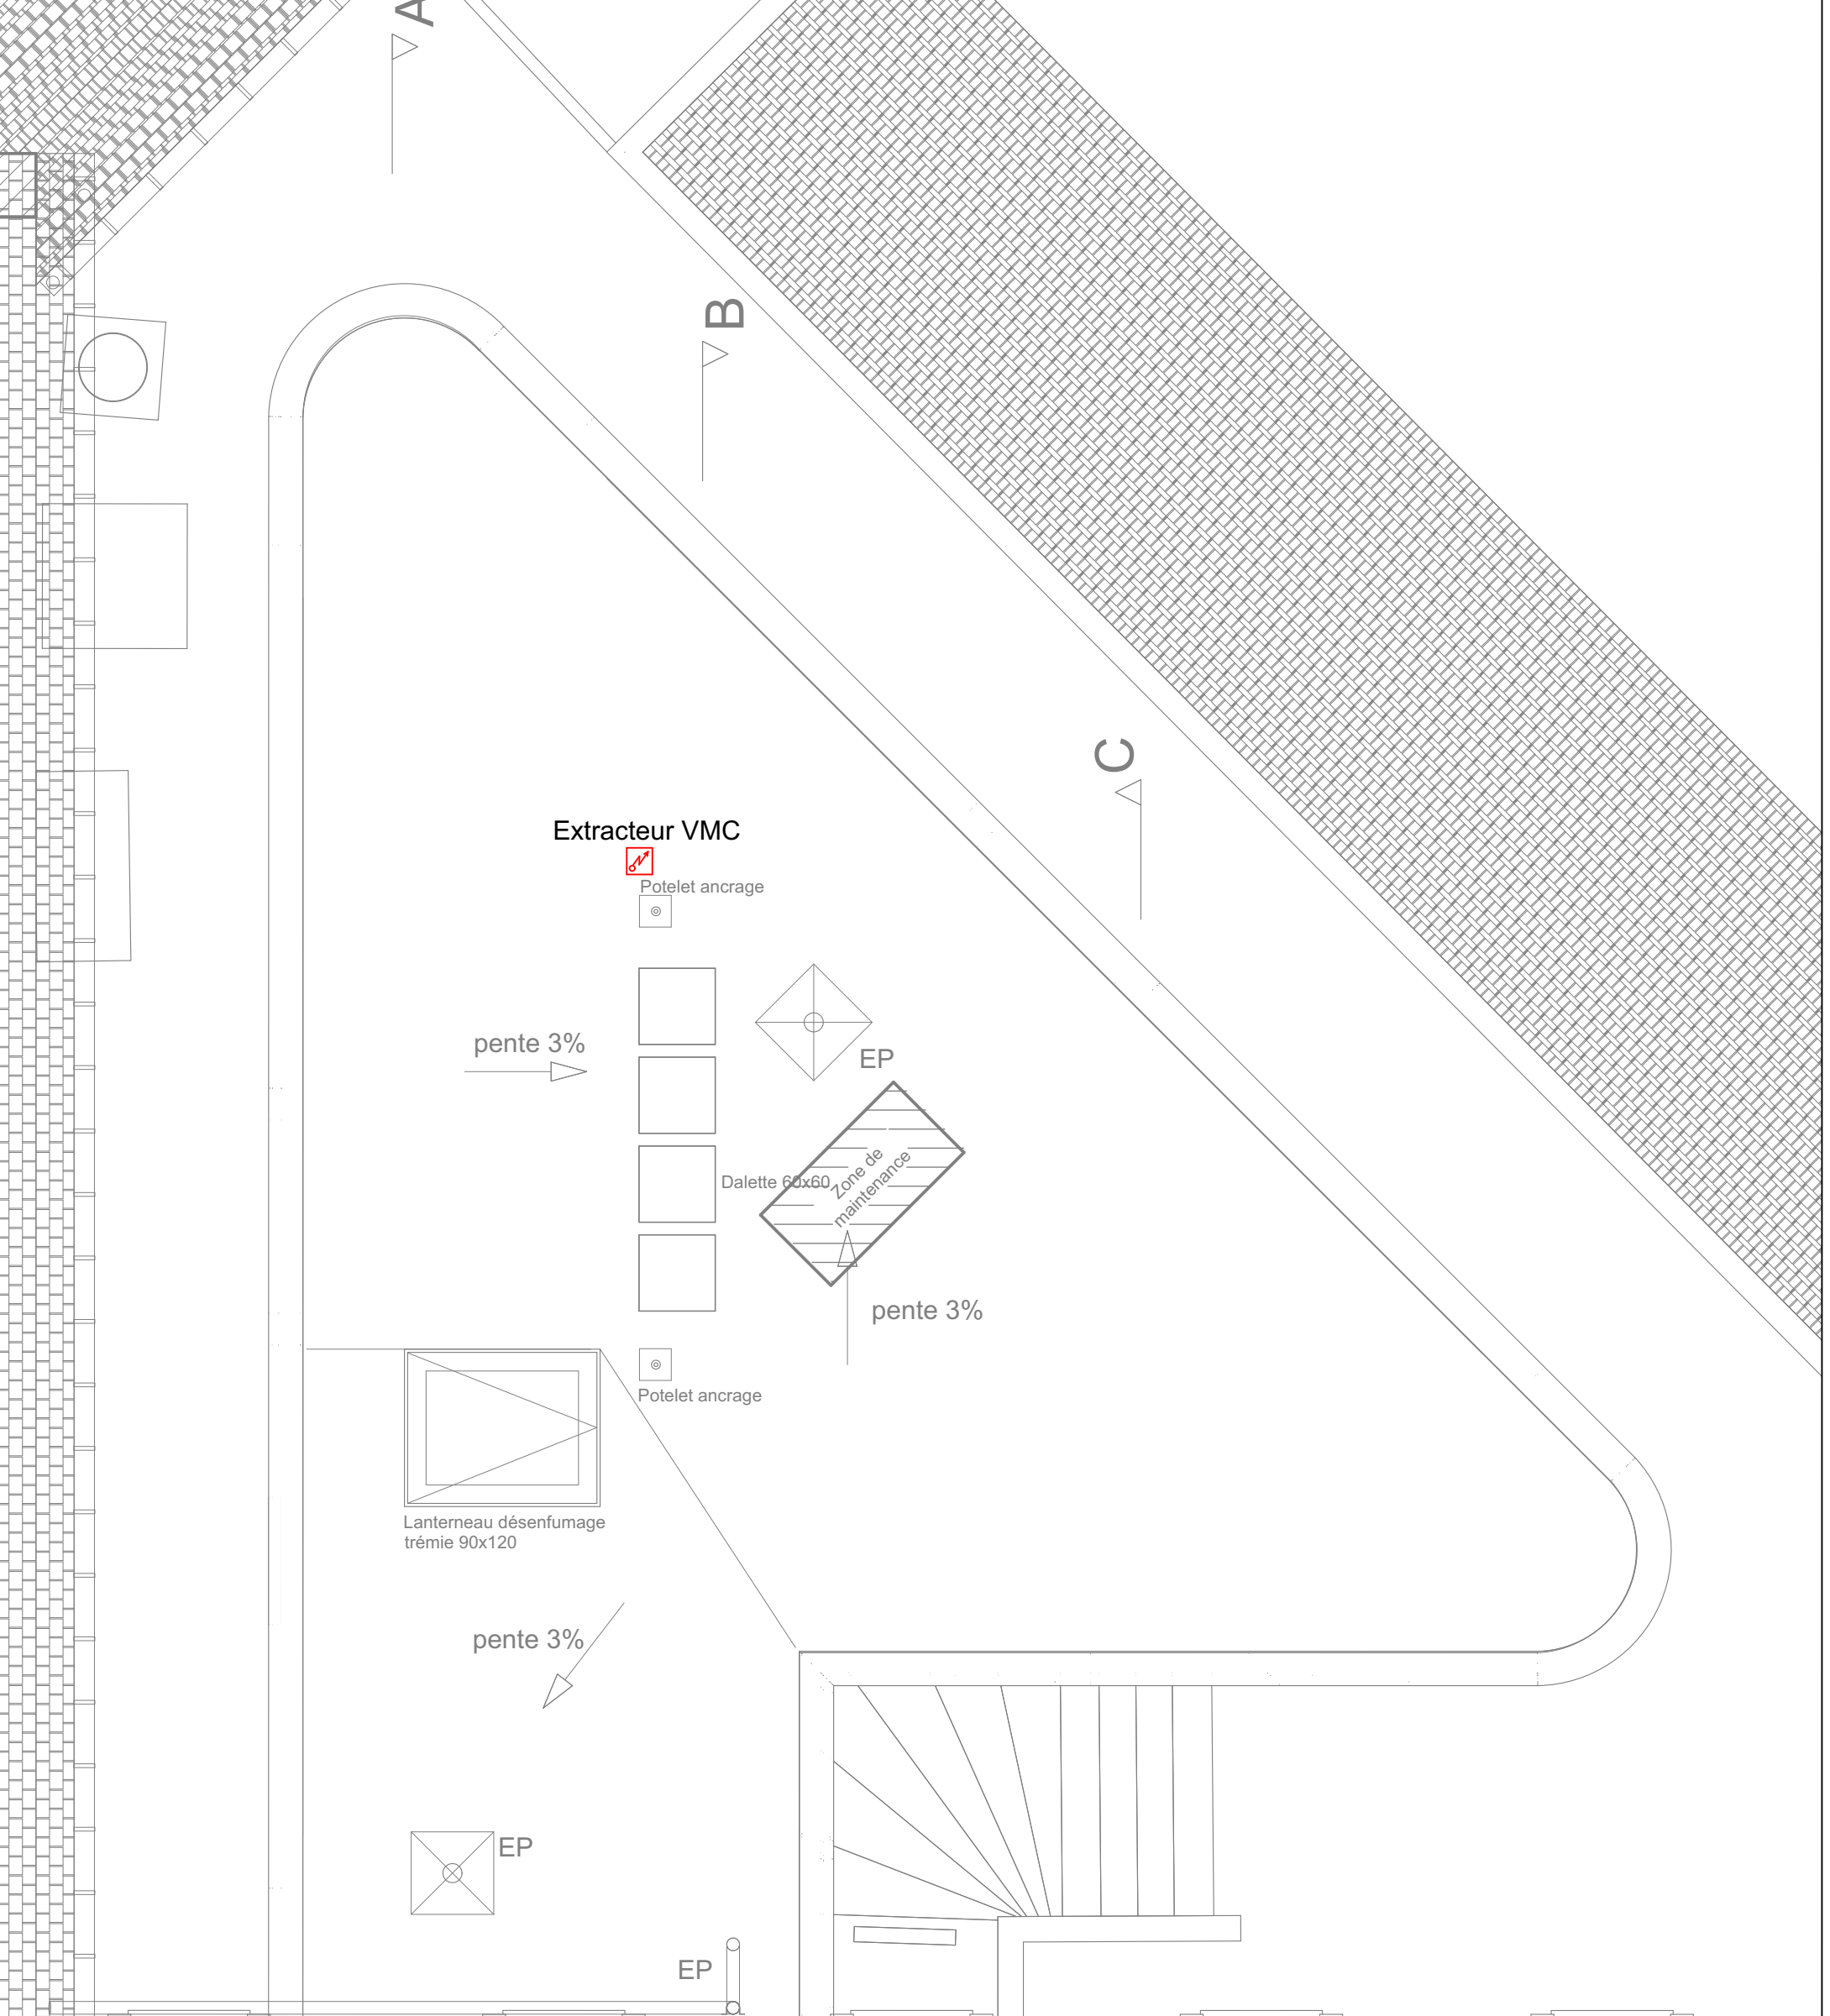 A
B
C
Extracteur VMC
Potelet ancrage
pente 3%
EP
Dalette 60x60
Zone de
maintenance
pente 3%
Potelet ancrage
Lanterneau désenfumage
trémie 90x120
pente 3%
EP
EP